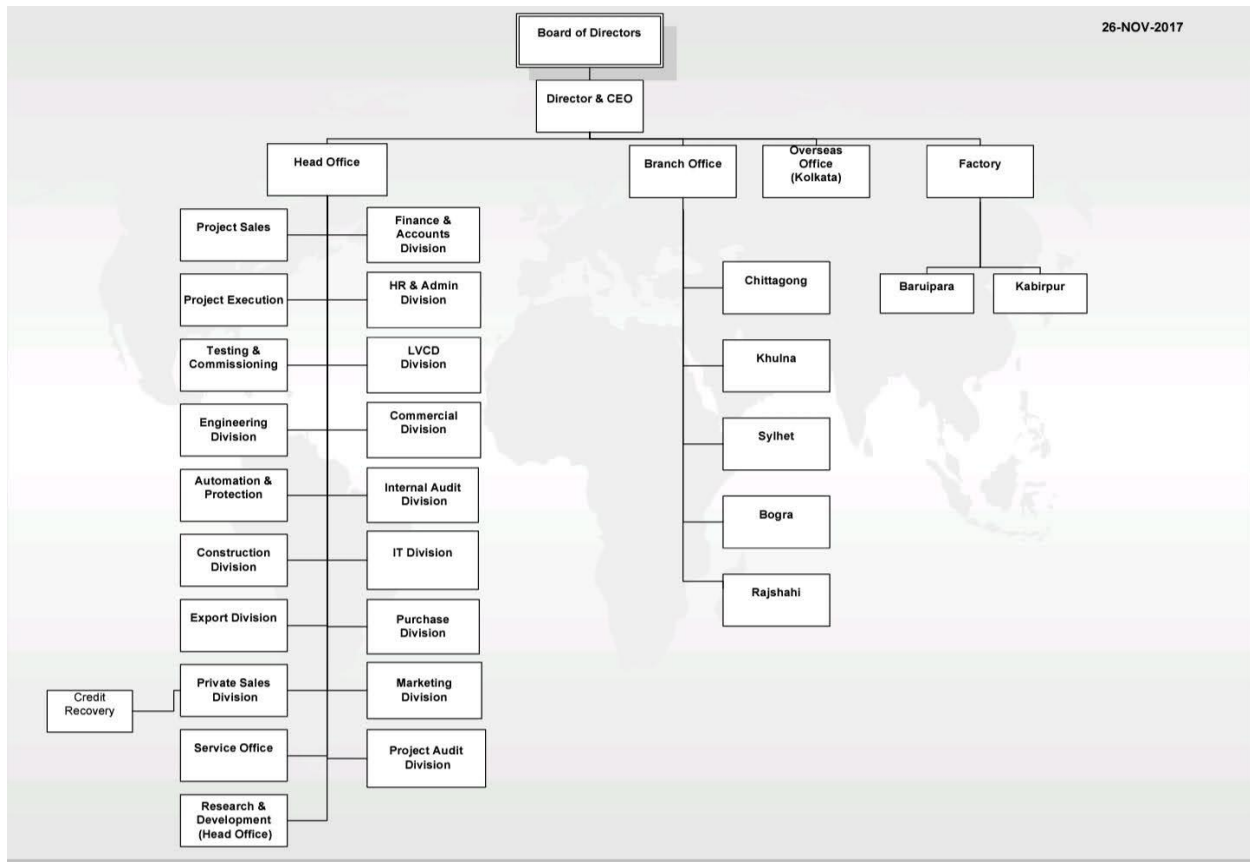 Board of Directors
26-NOV-2017
Director & CEO
Head Office
Branch Office
Overseas
Office
(Kolkata)
Factory
Project Sales
Finance &
Accounts
Division
Project Execution
HR & Admin
Division
Testing &
Commissioning
LVCD
Division
Engineering
Division
Commercial
Division
Automation &
Protection
Internal Audit
Division
Construction
Division
IT Division
Export Division
Purchase
Division
Credit
Recovery
Private Sales
Division
Marketing
Division
Service Office
Project Audit
Division
Research &
Development
(Head Office)
Chittagong
Khulna
Sylhet
Bogra
Rajshahi
Baruipara
Kabirpur